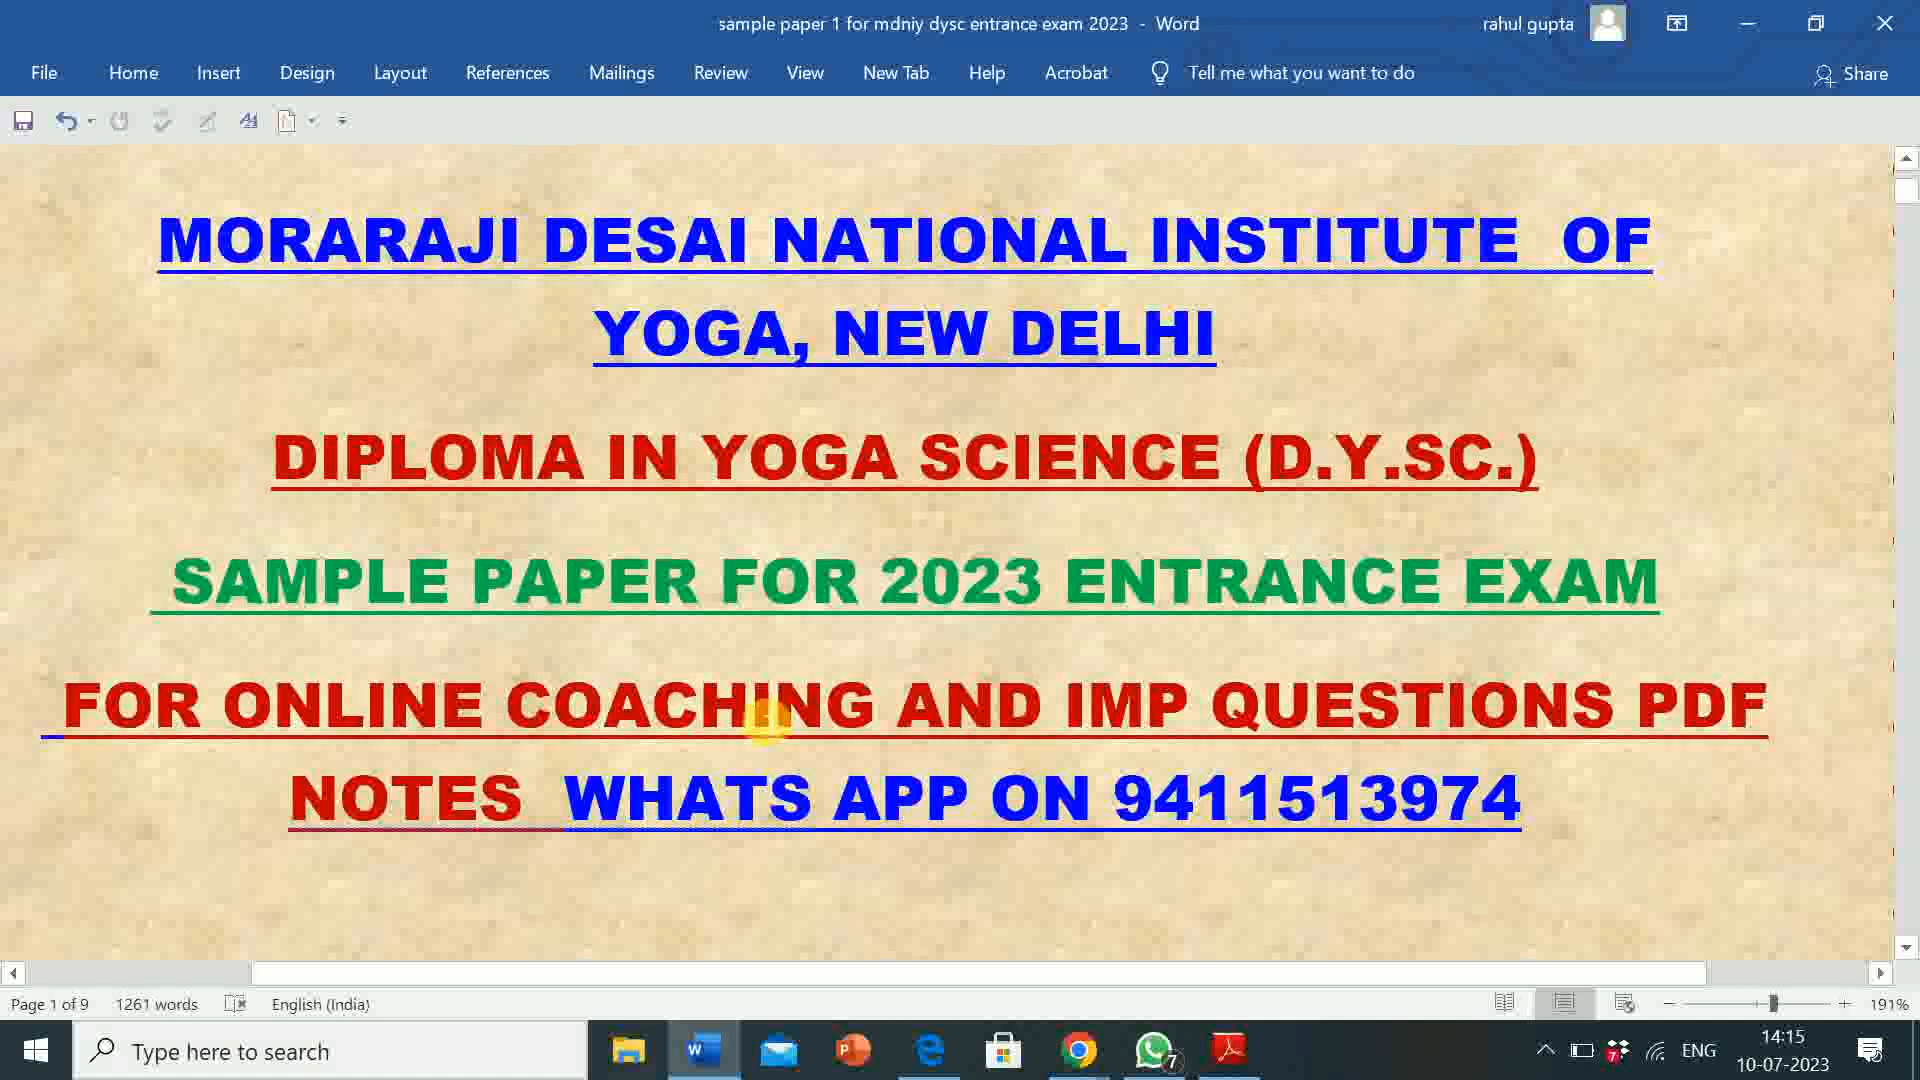 sample paper 1 for mdniy dysc entrance exam 2023 - Word
rahul gupta
File Home Insert Design Layout References Mailings Review View New Tab Help Acrobat Tell me what you want to do Share
MORARAJI DESAI NATIONAL INSTITUTE OF
YOGA, NEW DELHI
DIPLOMA IN YOGA SCIENCE (D.Y.SC.)
SAMPLE PAPER FOR 2023 ENTRANCE EXAM
FOR ONLINE COACHING AND IMP QUESTIONS PDF
NOTES WHATS APP ON 9411513974
Page 1 of 9 1261 words English (India) 191%
Type here to search
7
7
ENG
14:15
10-07-2023